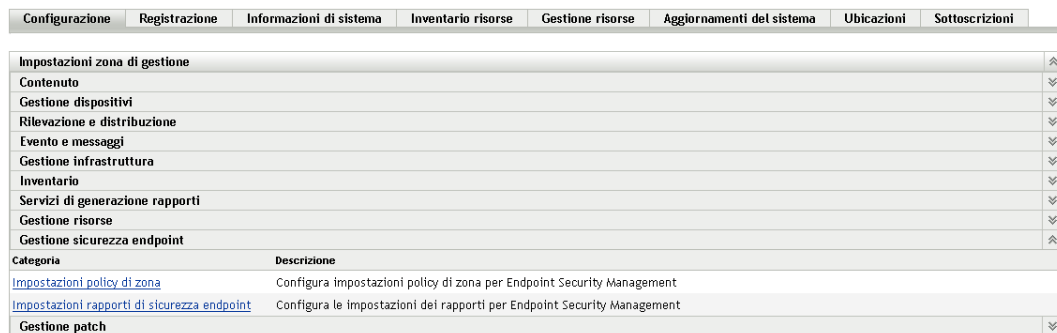 Configurazione Registrazione Informazioni di sistema Inventario risorse Gestione risorse Aggiornamenti del sistema Ubicazioni Sottoscrizioni
Impostazioni zona di gestione
Contenuto
Gestione dispositivi
Rilevazione e distribuzione
Evento e messaggi
Gestione infrastruttura
Inventario
Servizi di generazione rapporti
Gestione risorse
Gestione sicurezza endpoint
Categoria Descrizione
Impostazioni policy di zona Configura impostazioni policy di zona per Endpoint Security Management
Impostazioni rapporti di sicurezza endpoint Configura le impostazioni dei rapporti per Endpoint Security Management
Gestione patch